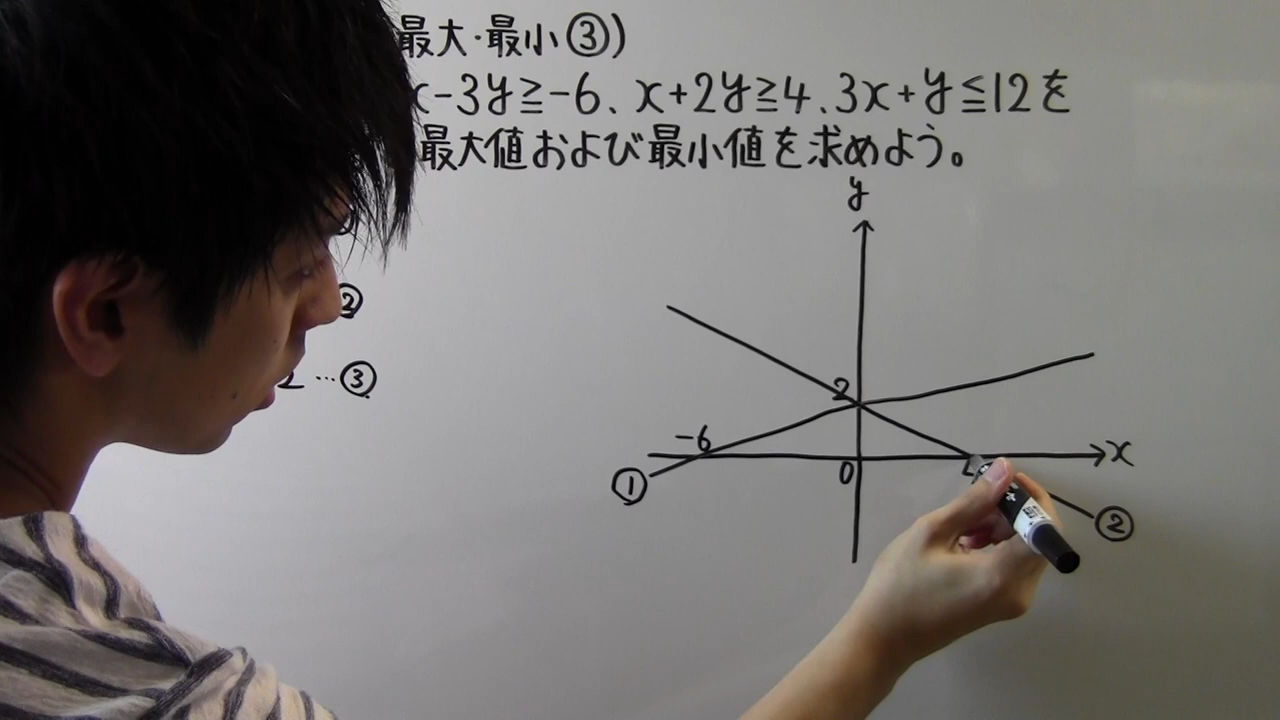 最大・最小③)
x-3y≧-6、x+2y≧4、3x+y≦12を
最大値および最小値を求めよう。
y
②
… ③
2
-6
x
0
①
②